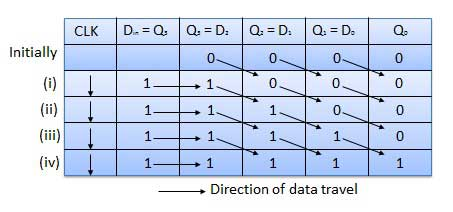 CLK Dᵢₙ = Q₃ Q₃ = D₂ Q₂ = D₁ Q₁ = D₀ Q₀
Initially 0 0 0 0
(i) 1 1 0 0 0
(ii) 1 1 1 0 0
(iii) 1 1 1 1 0
(iv) 1 1 1 1 1
Direction of data travel